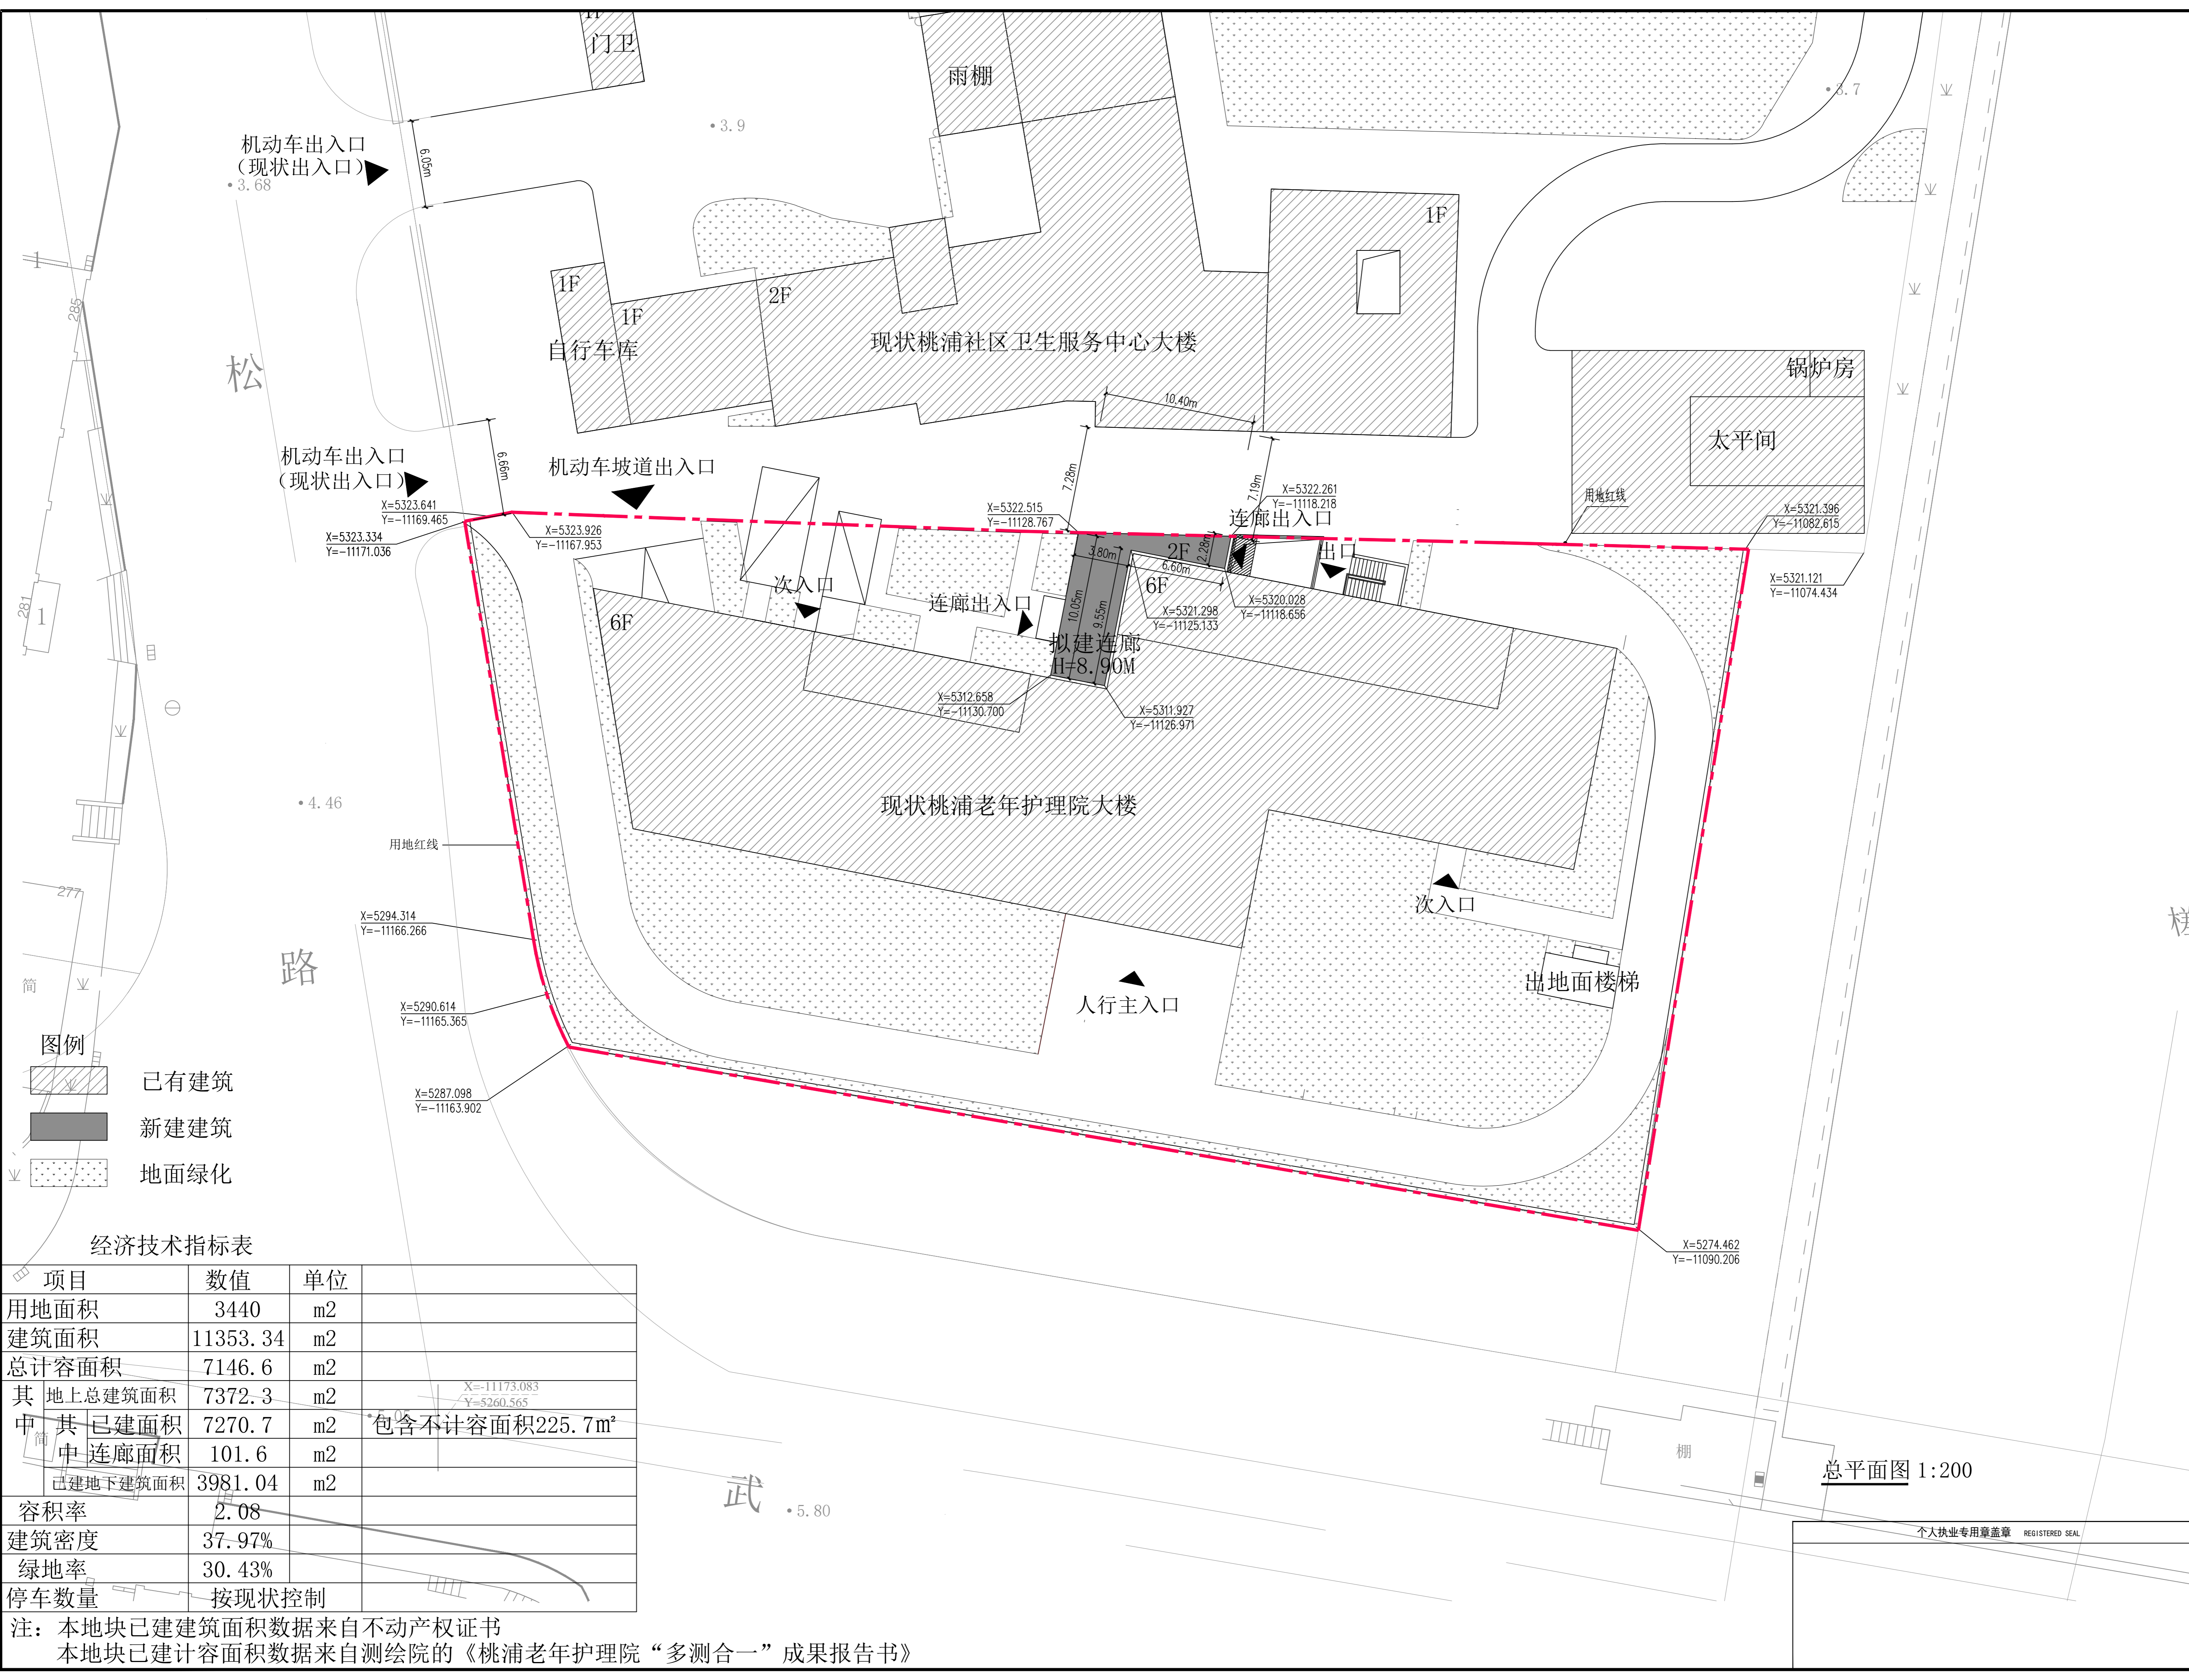 1F
门卫
雨棚
•3.7
•3.9
机动车出入口
（现状出入口）
6.05m
•3.68
1F
1
285
1F
2F
1F
自行车库
现状桃浦社区卫生服务中心大楼
松
锅炉房
太平间
10.40m
机动车出入口
（现状出入口）
6.66m
机动车坡道出入口
7.28m
7.19m
用地红线
X=5323.641
Y=-11169.465
X=5323.334
Y=-11171.036
X=5323.926
Y=-11167.953
X=5322.515
Y=-11128.767
X=5322.261
Y=-11118.218
连廊出入口
X=5321.396
Y=-11082.615
3.80m
2F
2.28m
出口
6.60m
6F
X=5321.121
Y=-11074.434
次入口
连廊出入口
10.05m
9.55m
X=5321.298
Y=-11125.133
X=5320.028
Y=-11118.656
281
1
6F
拟建连廊
H=8.90M
X=5312.658
Y=-11130.700
X=5311.927
Y=-11126.971
•4.46
现状桃浦老年护理院大楼
用地红线
277
次入口
X=5294.314
Y=-11166.266
路
简
出地面楼梯
人行主入口
X=5290.614
Y=-11165.365
图例
已有建筑
X=5287.098
Y=-11163.902
新建建筑
地面绿化
X=5274.462
Y=-11090.206
经济技术指标表
项目 数值 单位
用地面积 3440 m2
建筑面积 11353.34 m2
总计容面积 7146.6 m2
其中 地上总建筑面积 7372.3 m2
其中 已建面积 7270.7 m2 包含不计容面积225.7m²
连廊面积 101.6 m2
已建地下建筑面积 3981.04 m2
容积率 2.08
建筑密度 37.97%
绿地率 30.43%
停车数量 按现状控制
X=-11173.083
Y=5260.565
•5.05
简
武
•5.80
棚
总平面图 1:200
个人执业专用章盖章 REGISTERED SEAL
注：本地块已建建筑面积数据来自不动产权证书
本地块已建计容面积数据来自测绘院的《桃浦老年护理院“多测合一”成果报告书》